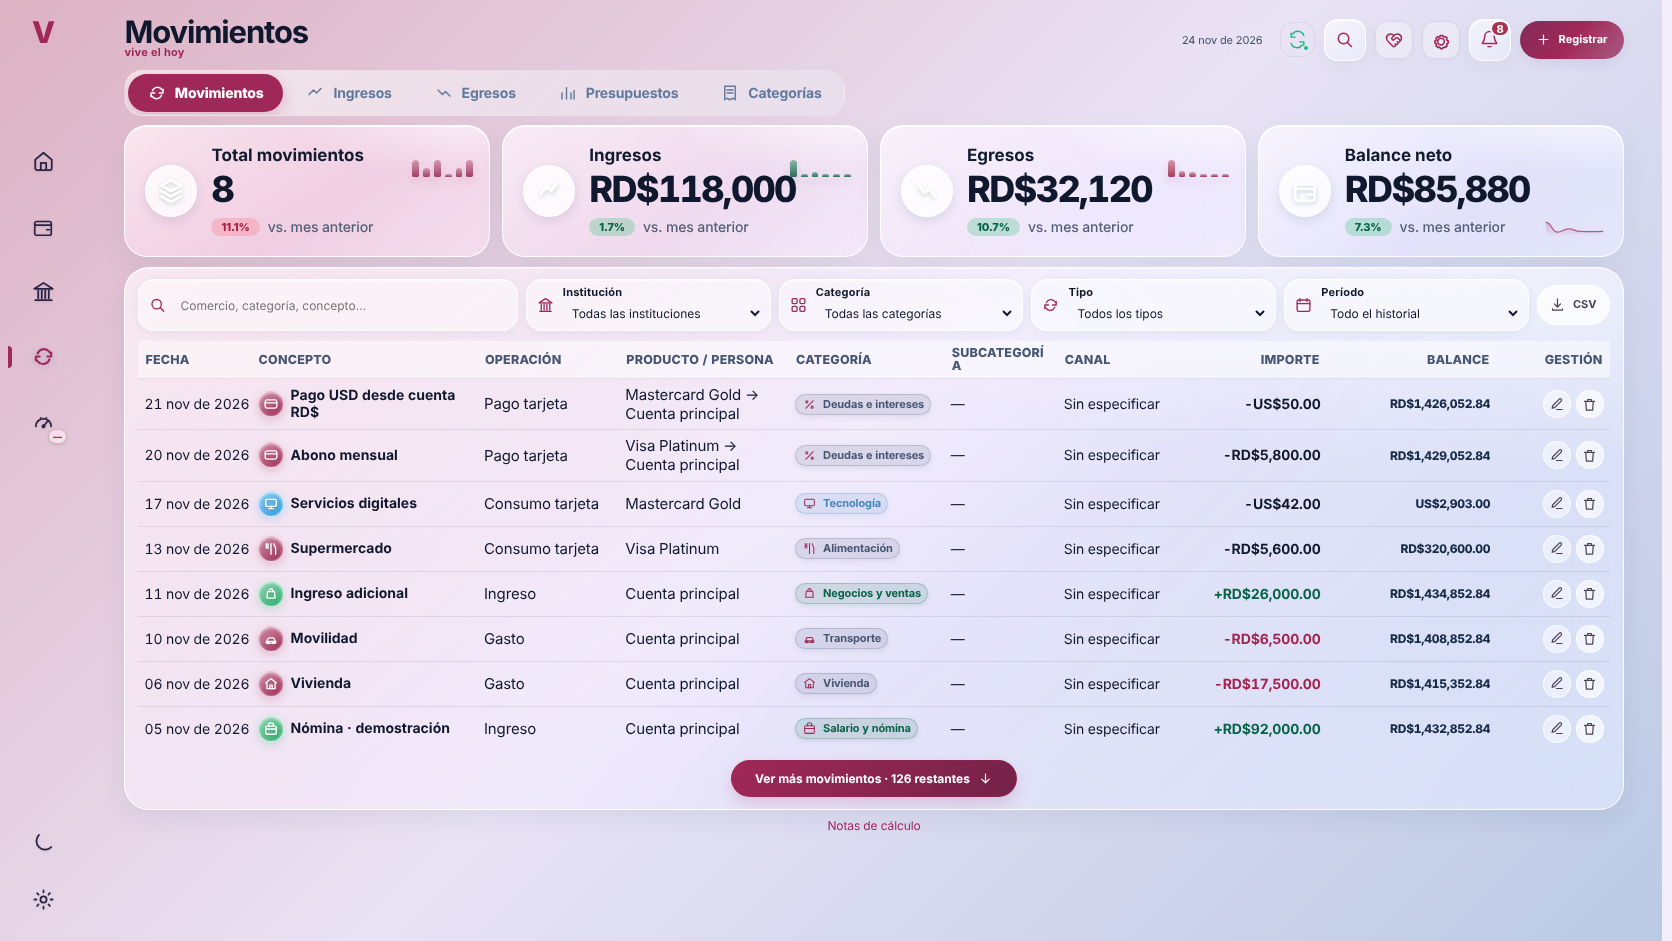 V
Movimientos
vive el hoy
24 nov de 2026
8
Registrar
Movimientos
Ingresos
Egresos
Presupuestos
Categorías
Total movimientos
8
11.1% vs. mes anterior
Ingresos
RD$118,000
1.7% vs. mes anterior
Egresos
RD$32,120
10.7% vs. mes anterior
Balance neto
RD$85,880
7.3% vs. mes anterior
Comercio, categoría, concepto...
Institución
Todas las instituciones
Categoría
Todas las categorías
Tipo
Todos los tipos
Período
Todo el historial
CSV
FECHA CONCEPTO OPERACIÓN PRODUCTO / PERSONA CATEGORÍA SUBCATEGORÍ
A CANAL IMPORTE BALANCE GESTIÓN
21 nov de 2026 Pago USD desde cuenta
RD$ Pago tarjeta Mastercard Gold →
Cuenta principal Deudas e intereses — Sin especificar -US$50.00 RD$1,426,052.84
20 nov de 2026 Abono mensual Pago tarjeta Visa Platinum →
Cuenta principal Deudas e intereses — Sin especificar -RD$5,800.00 RD$1,429,052.84
17 nov de 2026 Servicios digitales Consumo tarjeta Mastercard Gold Tecnología — Sin especificar -US$42.00 US$2,903.00
13 nov de 2026 Supermercado Consumo tarjeta Visa Platinum Alimentación — Sin especificar -RD$5,600.00 RD$320,600.00
11 nov de 2026 Ingreso adicional Ingreso Cuenta principal Negocios y ventas — Sin especificar +RD$26,000.00 RD$1,434,852.84
10 nov de 2026 Movilidad Gasto Cuenta principal Transporte — Sin especificar -RD$6,500.00 RD$1,408,852.84
06 nov de 2026 Vivienda Gasto Cuenta principal Vivienda — Sin especificar -RD$17,500.00 RD$1,415,352.84
05 nov de 2026 Nómina · demostración Ingreso Cuenta principal Salario y nómina — Sin especificar +RD$92,000.00 RD$1,432,852.84
Ver más movimientos · 126 restantes ↓
Notas de cálculo